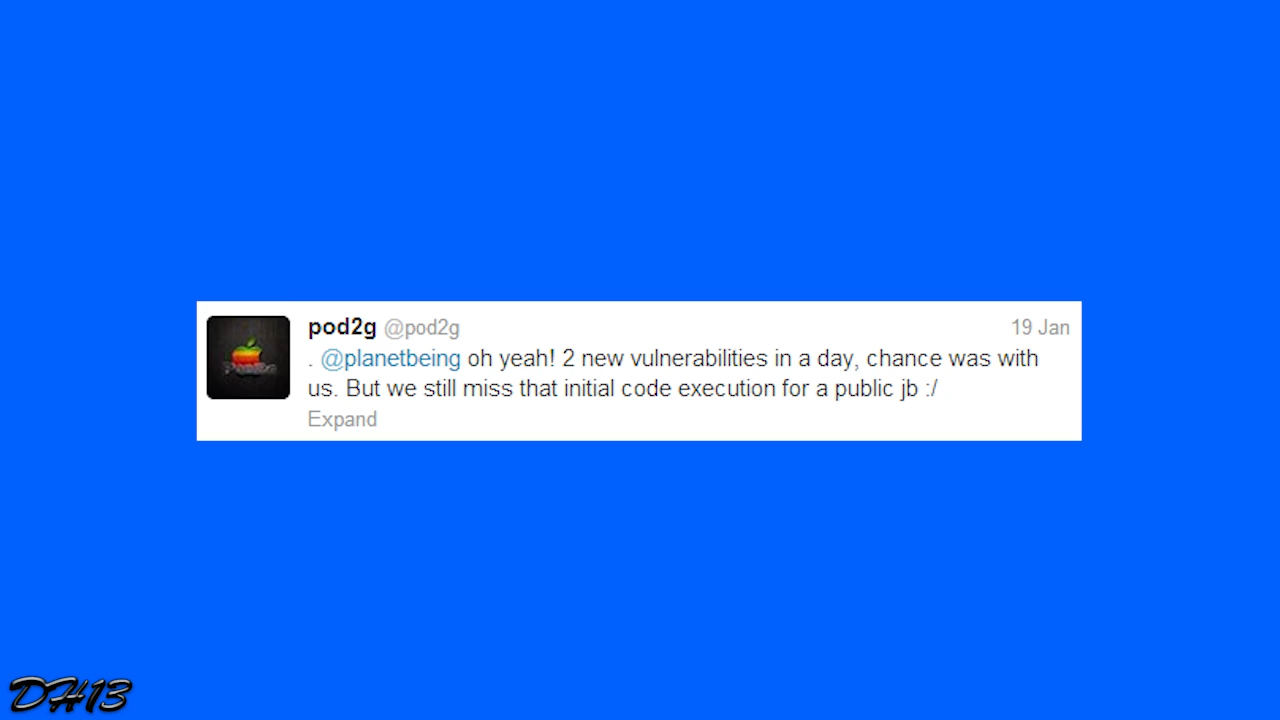 pod2g @pod2g 19 Jan
. @planetbeing oh yeah! 2 new vulnerabilities in a day, chance was with
us. But we still miss that initial code execution for a public jb :/
Expand
DH13